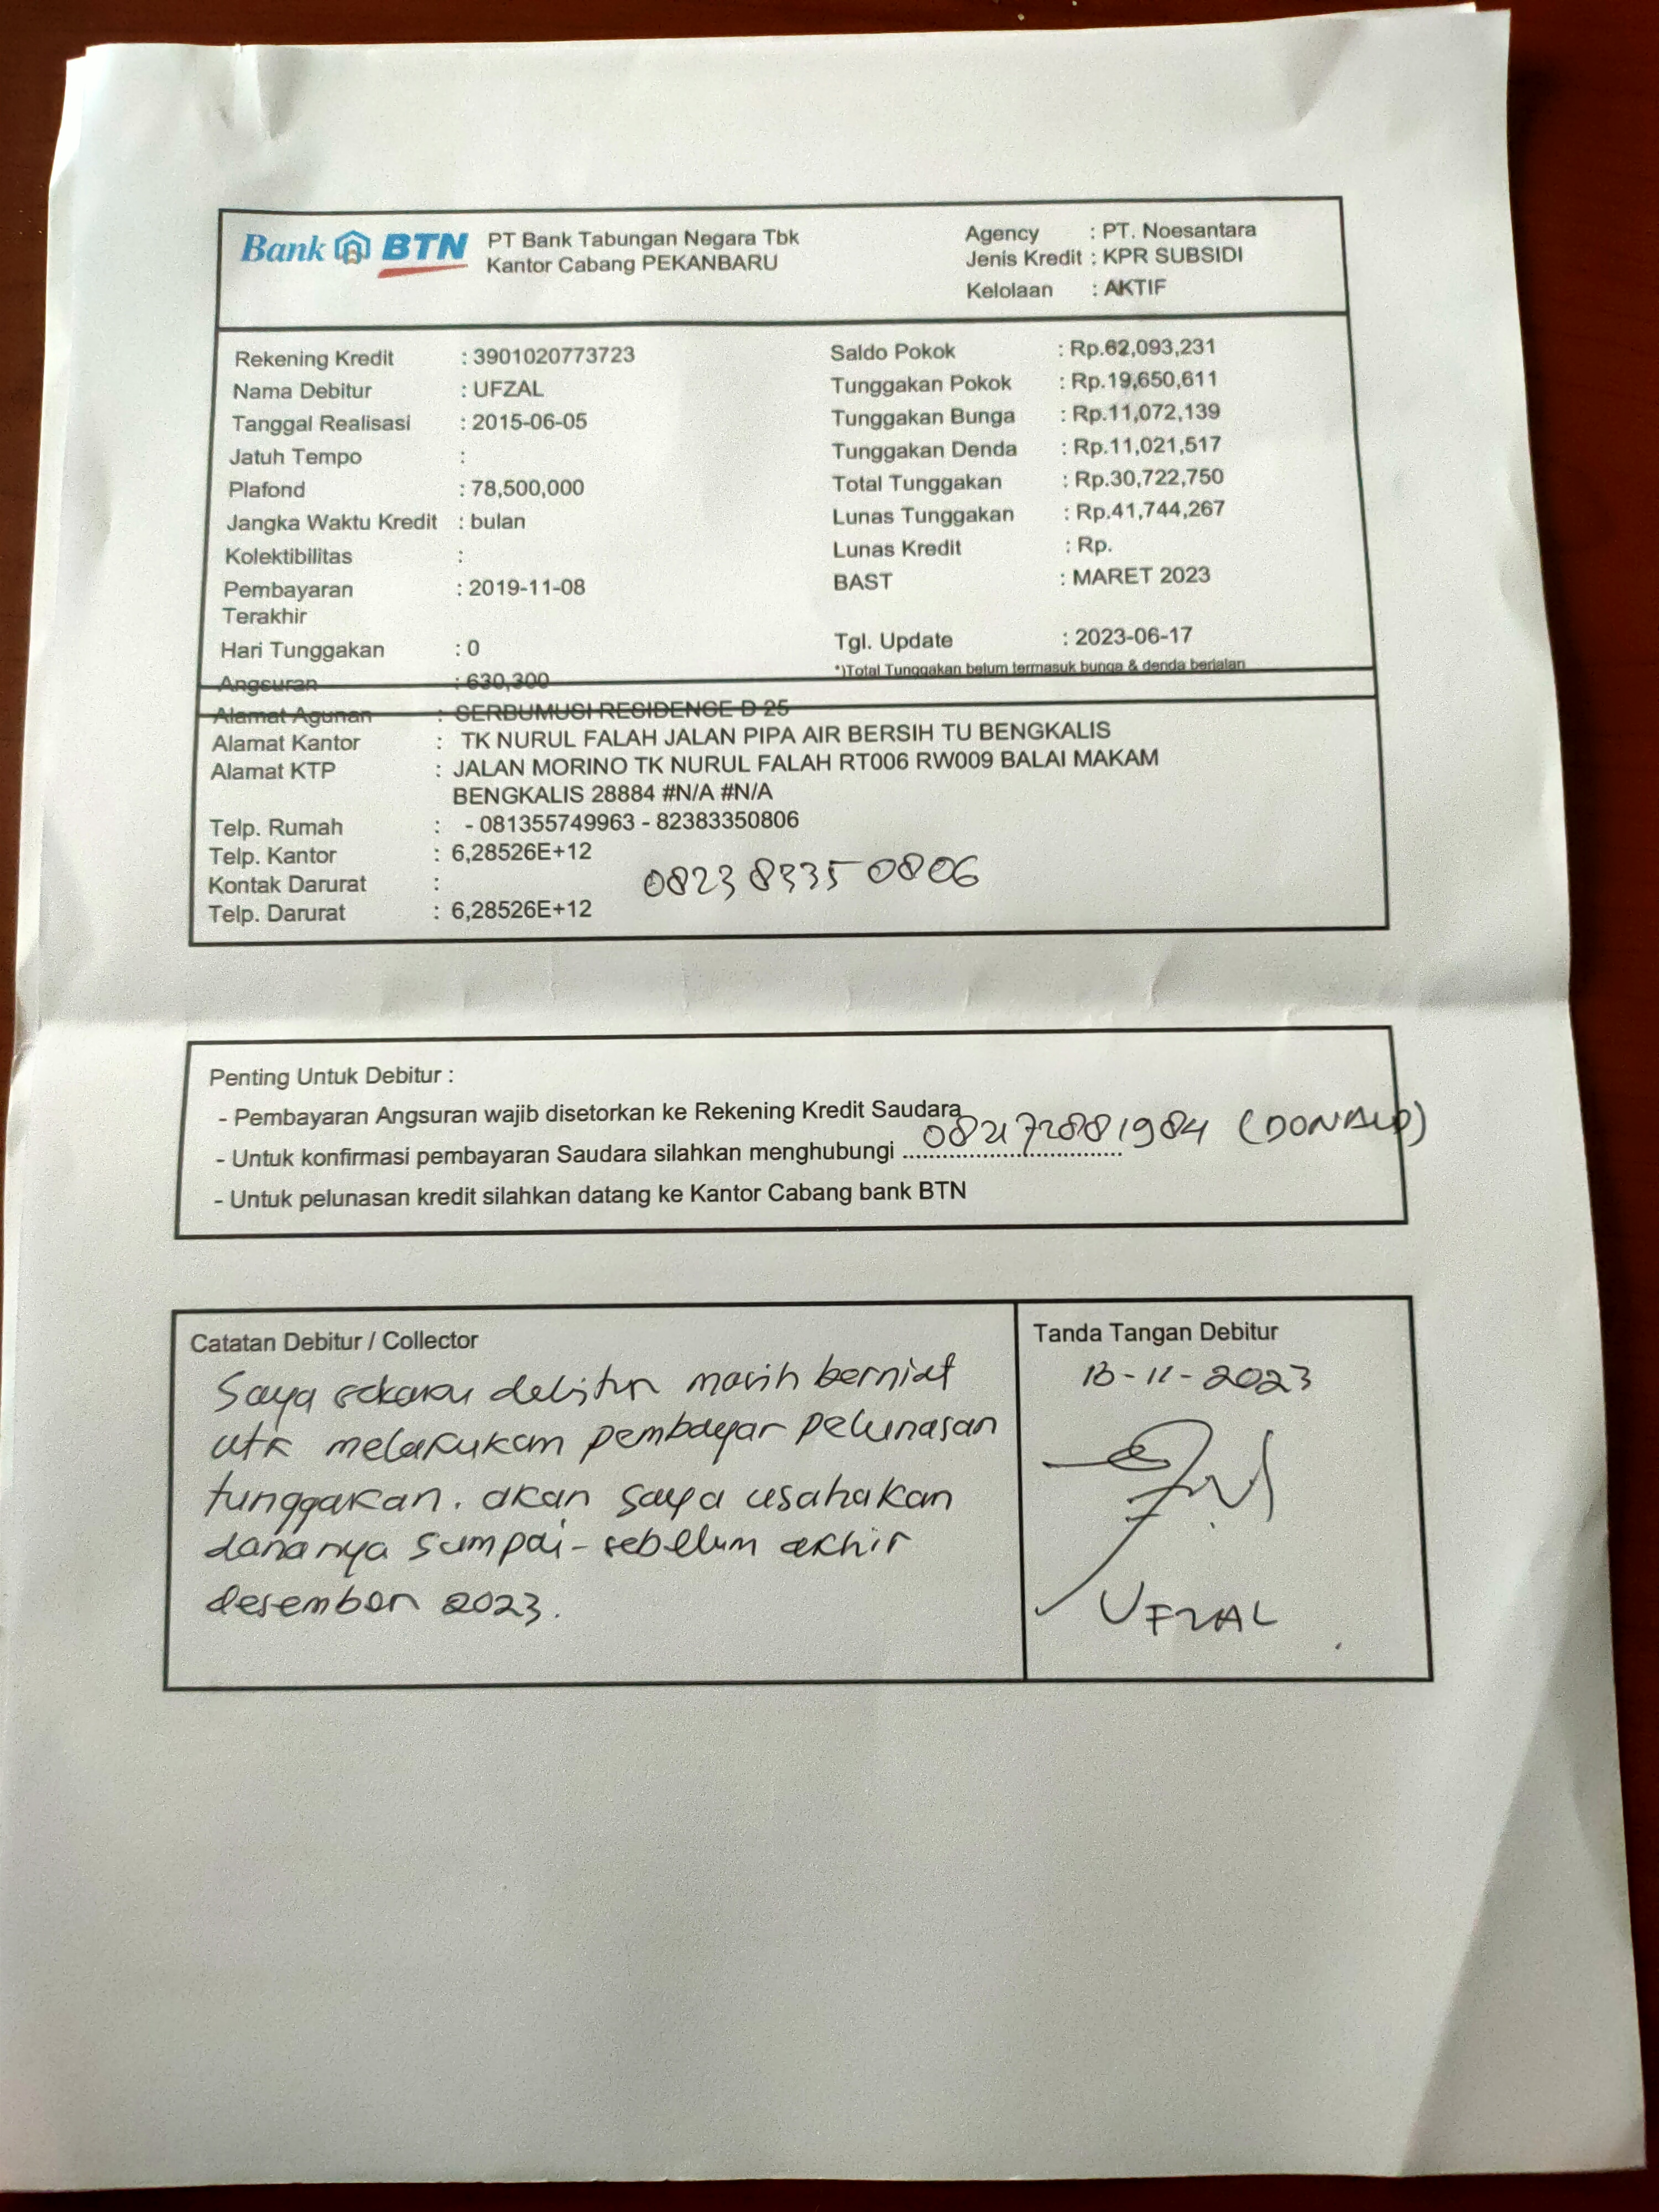 Bank BTN PT Bank Tabungan Negara Tbk
Kantor Cabang PEKANBARU
Agency : PT. Noesantara
Jenis Kredit : KPR SUBSIDI
Kelolaan : AKTIF
Rekening Kredit : 3901020773723
Nama Debitur : UFZAL
Tanggal Realisasi : 2015-06-05
Jatuh Tempo :
Plafond : 78,500,000
Jangka Waktu Kredit : bulan
Kolektibilitas :
Pembayaran : 2019-11-08
Terakhir
Hari Tunggakan : 0
Angsuran : 630,300
Saldo Pokok : Rp.62,093,231
Tunggakan Pokok : Rp.19,650,611
Tunggakan Bunga : Rp.11,072,139
Tunggakan Denda : Rp.11,021,517
Total Tunggakan : Rp.30,722,750
Lunas Tunggakan : Rp.41,744,267
Lunas Kredit : Rp.
BAST : MARET 2023
Tgl. Update : 2023-06-17
*)Total Tunggakan belum termasuk bunga & denda berjalan
Alamat Agunan : SERBUMUSI RESIDENCE D 25
Alamat Kantor : TK NURUL FALAH JALAN PIPA AIR BERSIH TU BENGKALIS
Alamat KTP : JALAN MORINO TK NURUL FALAH RT006 RW009 BALAI MAKAM
BENGKALIS 28884 #N/A #N/A
Telp. Rumah : - 081355749963 - 82383350806
Telp. Kantor : 6,28526E+12
Kontak Darurat : 082383350806
Telp. Darurat : 6,28526E+12
Penting Untuk Debitur :
- Pembayaran Angsuran wajib disetorkan ke Rekening Kredit Saudara
- Untuk konfirmasi pembayaran Saudara silahkan menghubungi 082172881984 (DONALD)
- Untuk pelunasan kredit silahkan datang ke Kantor Cabang bank BTN
Catatan Debitur / Collector
Saya debitur masih berniat
utk melakukan pembayar pelunasan
tunggakan. akan saya usahakan
dananya sampai-sebelum akhir
desember 2023.
Tanda Tangan Debitur
13-11-2023
UFZAL